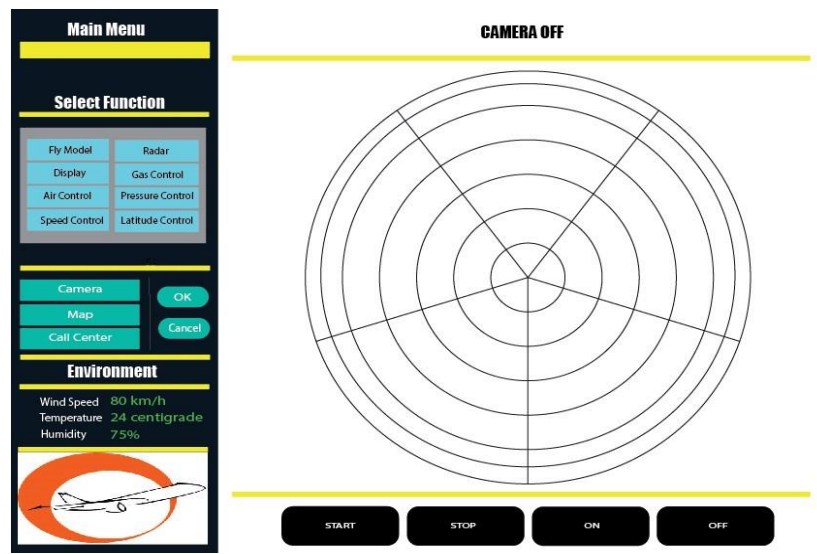 Main Menu
Select Function
Fly Model
Radar
Display
Gas Control
Air Control
Pressure Control
Speed Control
Latitude Control
Camera
Map
Call Center
OK
Cancel
Environment
Wind Speed 80 km/h
Temperature 24 centigrade
Humidity 75%
CAMERA OFF
START
STOP
ON
OFF